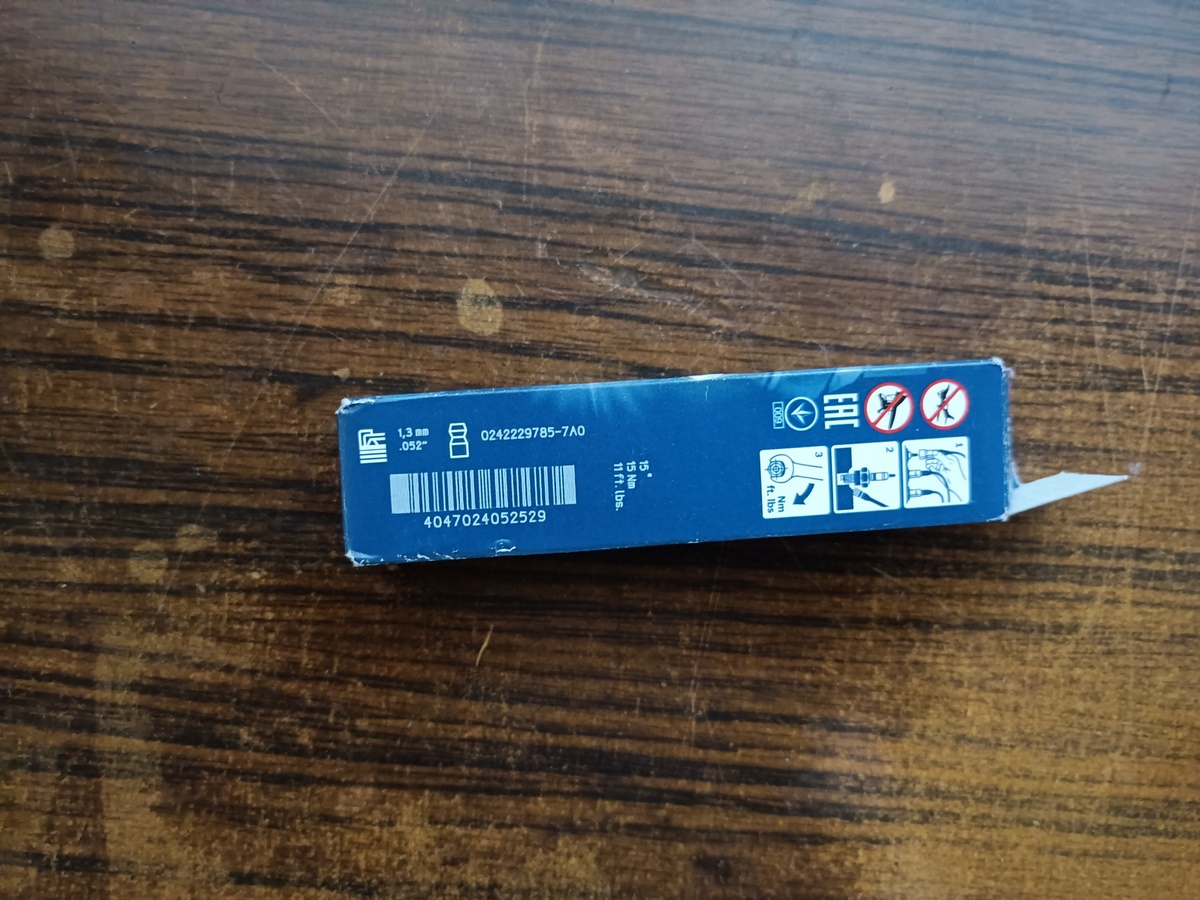 1,3 mm
.052"
0242229785-7A0
4047024052529
15°
15 Nm
11 ft. lbs.
009
EAC
1
2
3
Nm
ft. lbs